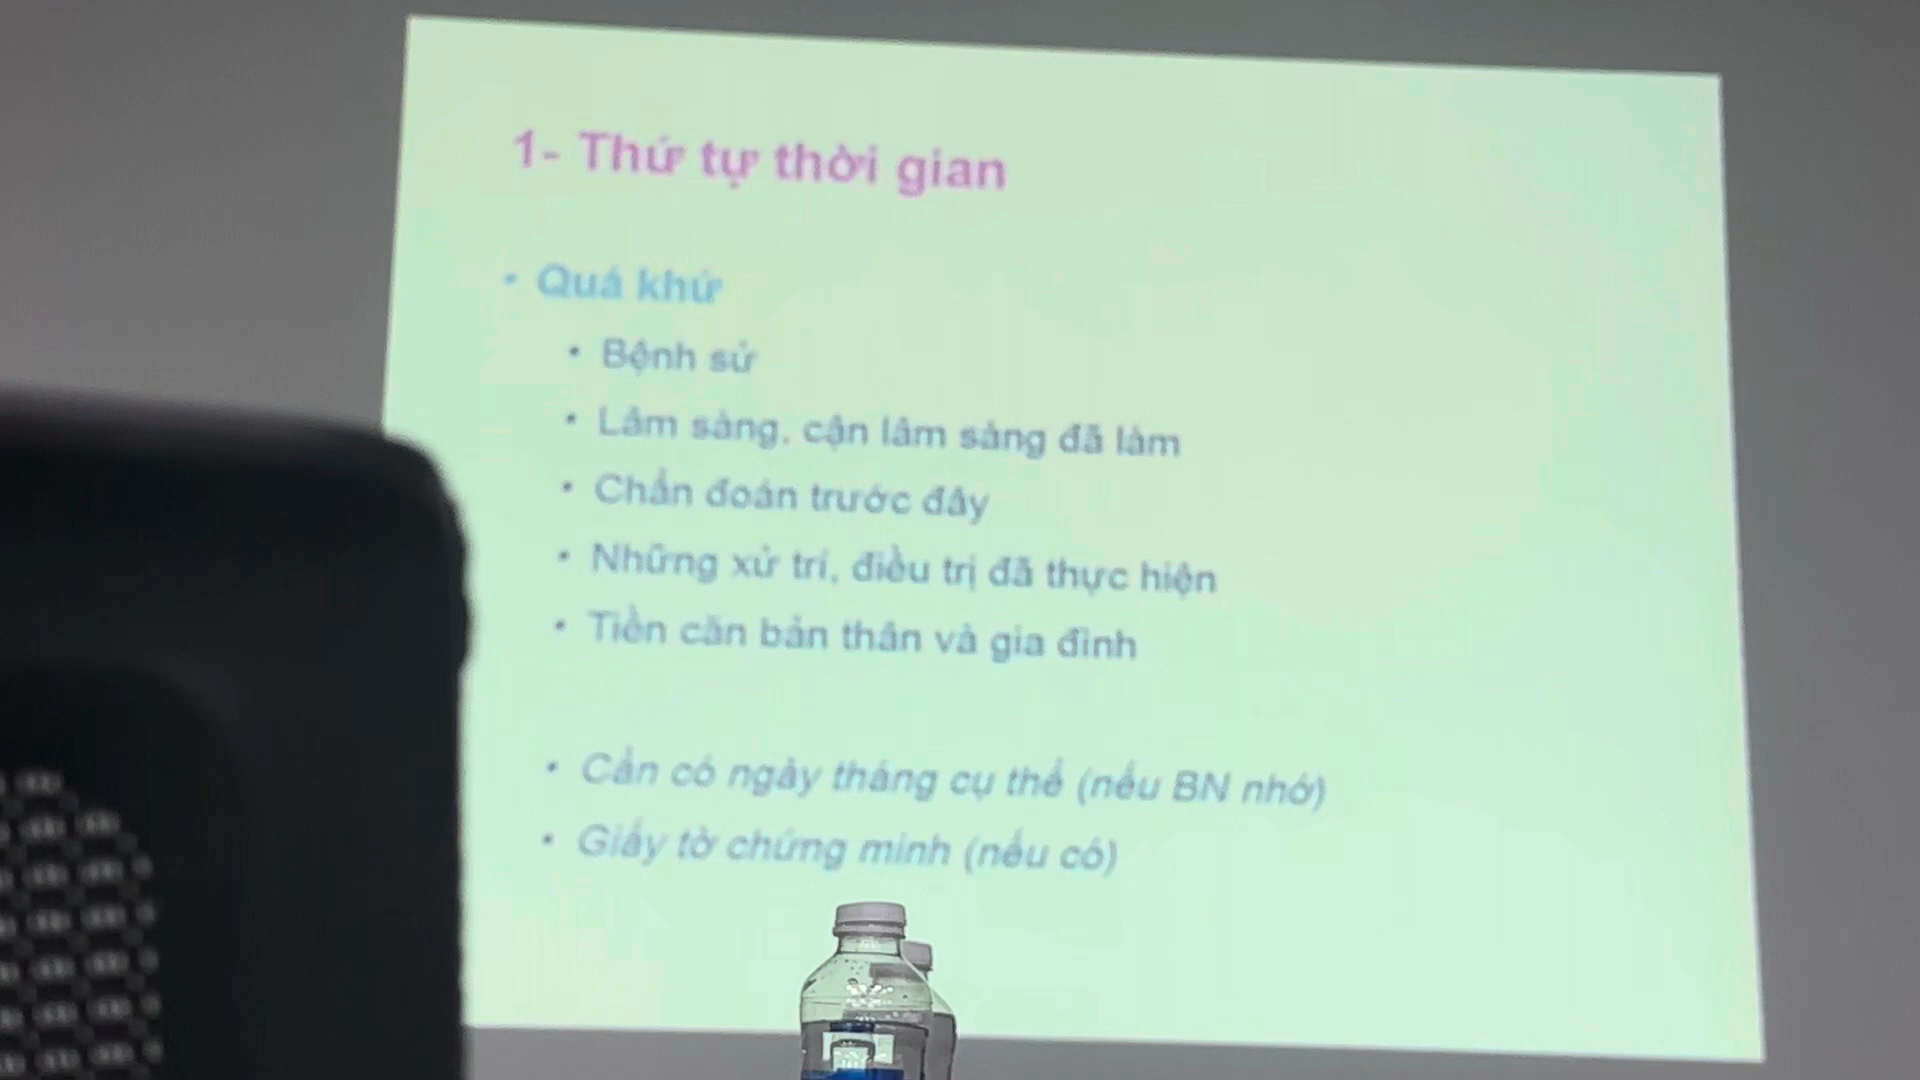 1- Thứ tự thời gian
• Quá khứ
• Bệnh sử
• Lâm sàng, cận lâm sàng đã làm
• Chẩn đoán trước đây
• Những xử trí, điều trị đã thực hiện
• Tiền căn bản thân và gia đình
• Cần có ngày tháng cụ thể (nếu BN nhớ)
• Giấy tờ chứng minh (nếu có)